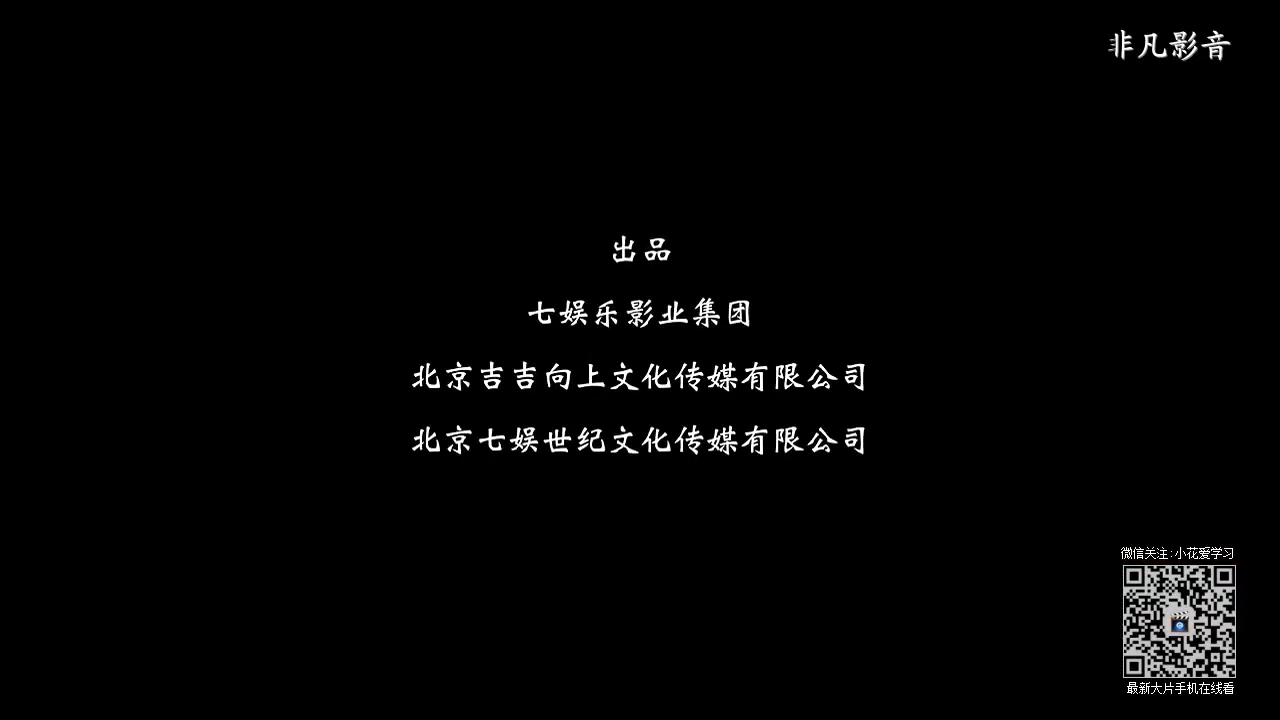 非凡影音
出品
七娱乐影业集团
北京吉吉向上文化传媒有限公司
北京七娱世纪文化传媒有限公司
微信关注:小花爱学习
最新大片手机在线看